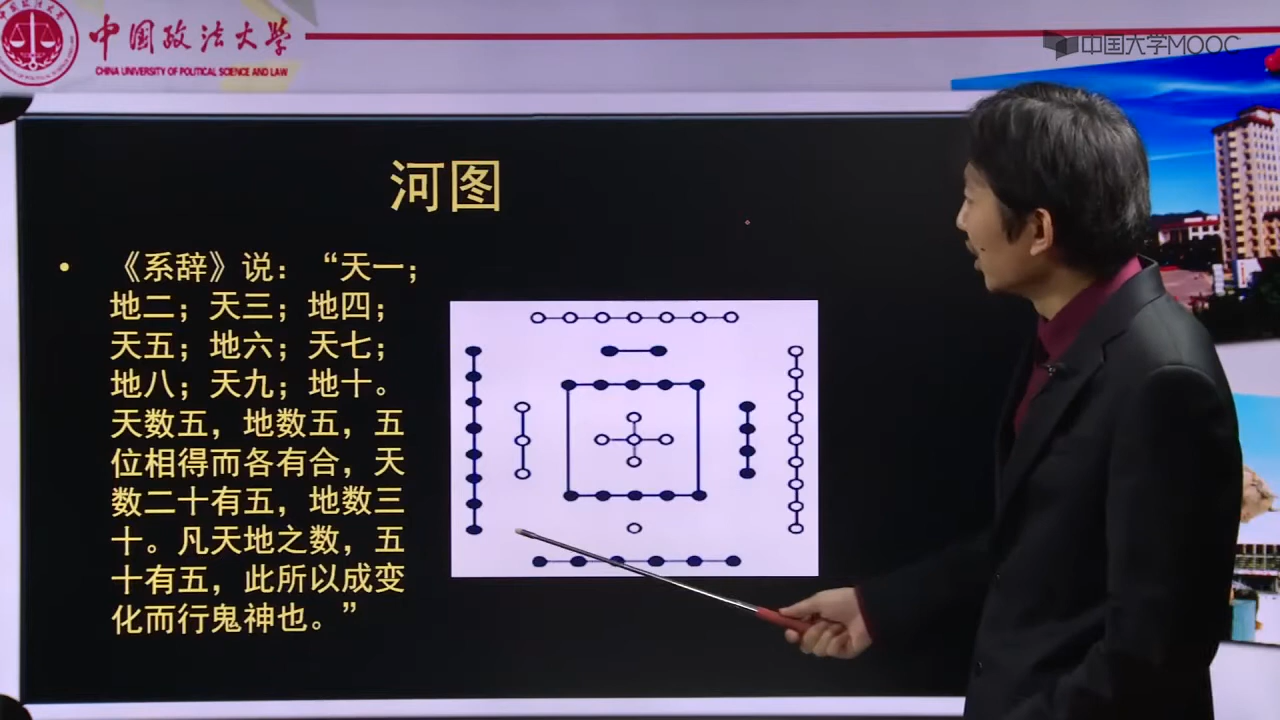 中国政法大学
CHINA UNIVERSITY OF POLITICAL SCIENCE AND LAW
中国大学MOOC
河图
• 《系辞》说：“天一；
地二；天三；地四；
天五；地六；天七；
地八；天九；地十。
天数五，地数五，五
位相得而各有合，天
数二十有五，地数三
十。凡天地之数，五
十有五，此所以成变
化而行鬼神也。”